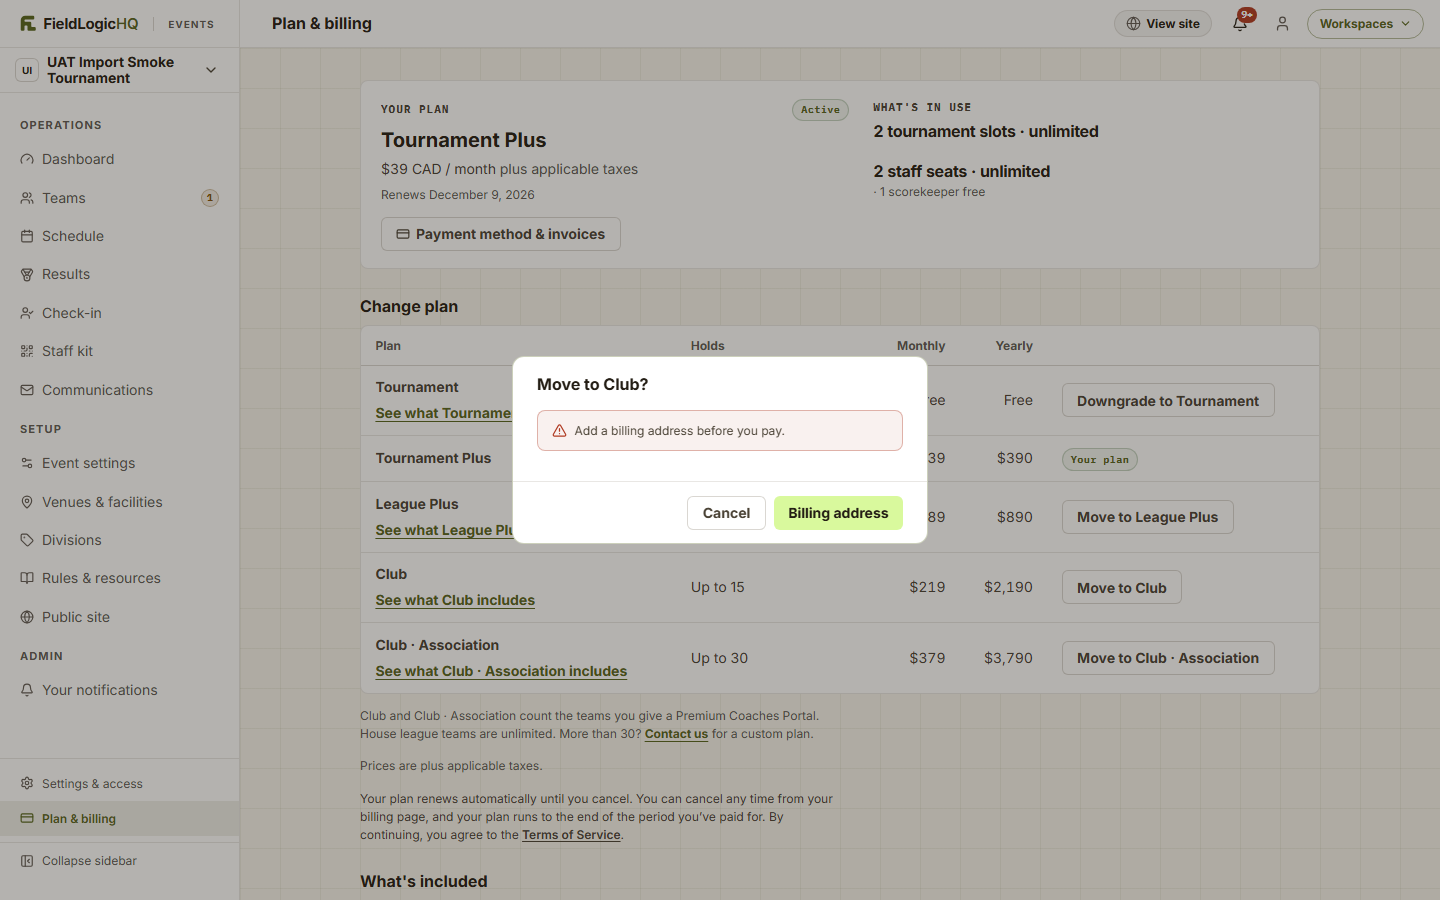 FieldLogicHQ
EVENTS
Plan & billing
View site
9+
Workspaces
UI
UAT Import Smoke
Tournament
OPERATIONS
Dashboard
Teams
1
Schedule
Results
Check-in
Staff kit
Communications
SETUP
Event settings
Venues & facilities
Divisions
Rules & resources
Public site
ADMIN
Your notifications
Settings & access
Plan & billing
Collapse sidebar
YOUR PLAN
Active
Tournament Plus
$39 CAD / month plus applicable taxes
Renews December 9, 2026
Payment method & invoices
WHAT'S IN USE
2 tournament slots · unlimited
2 staff seats · unlimited
· 1 scorekeeper free
Change plan
Plan Holds Monthly Yearly
Tournament
See what Tourname
ree Free Downgrade to Tournament
Tournament Plus 39 $390 Your plan
League Plus
See what League Plu
89 $890 Move to League Plus
Move to Club?
Add a billing address before you pay.
Cancel
Billing address
Club
See what Club includes
Up to 15 $219 $2,190 Move to Club
Club · Association
See what Club · Association includes
Up to 30 $379 $3,790 Move to Club · Association
Club and Club · Association count the teams you give a Premium Coaches Portal.
House league teams are unlimited. More than 30? Contact us for a custom plan.
Prices are plus applicable taxes.
Your plan renews automatically until you cancel. You can cancel any time from your
billing page, and your plan runs to the end of the period you've paid for. By
continuing, you agree to the Terms of Service.
What's included